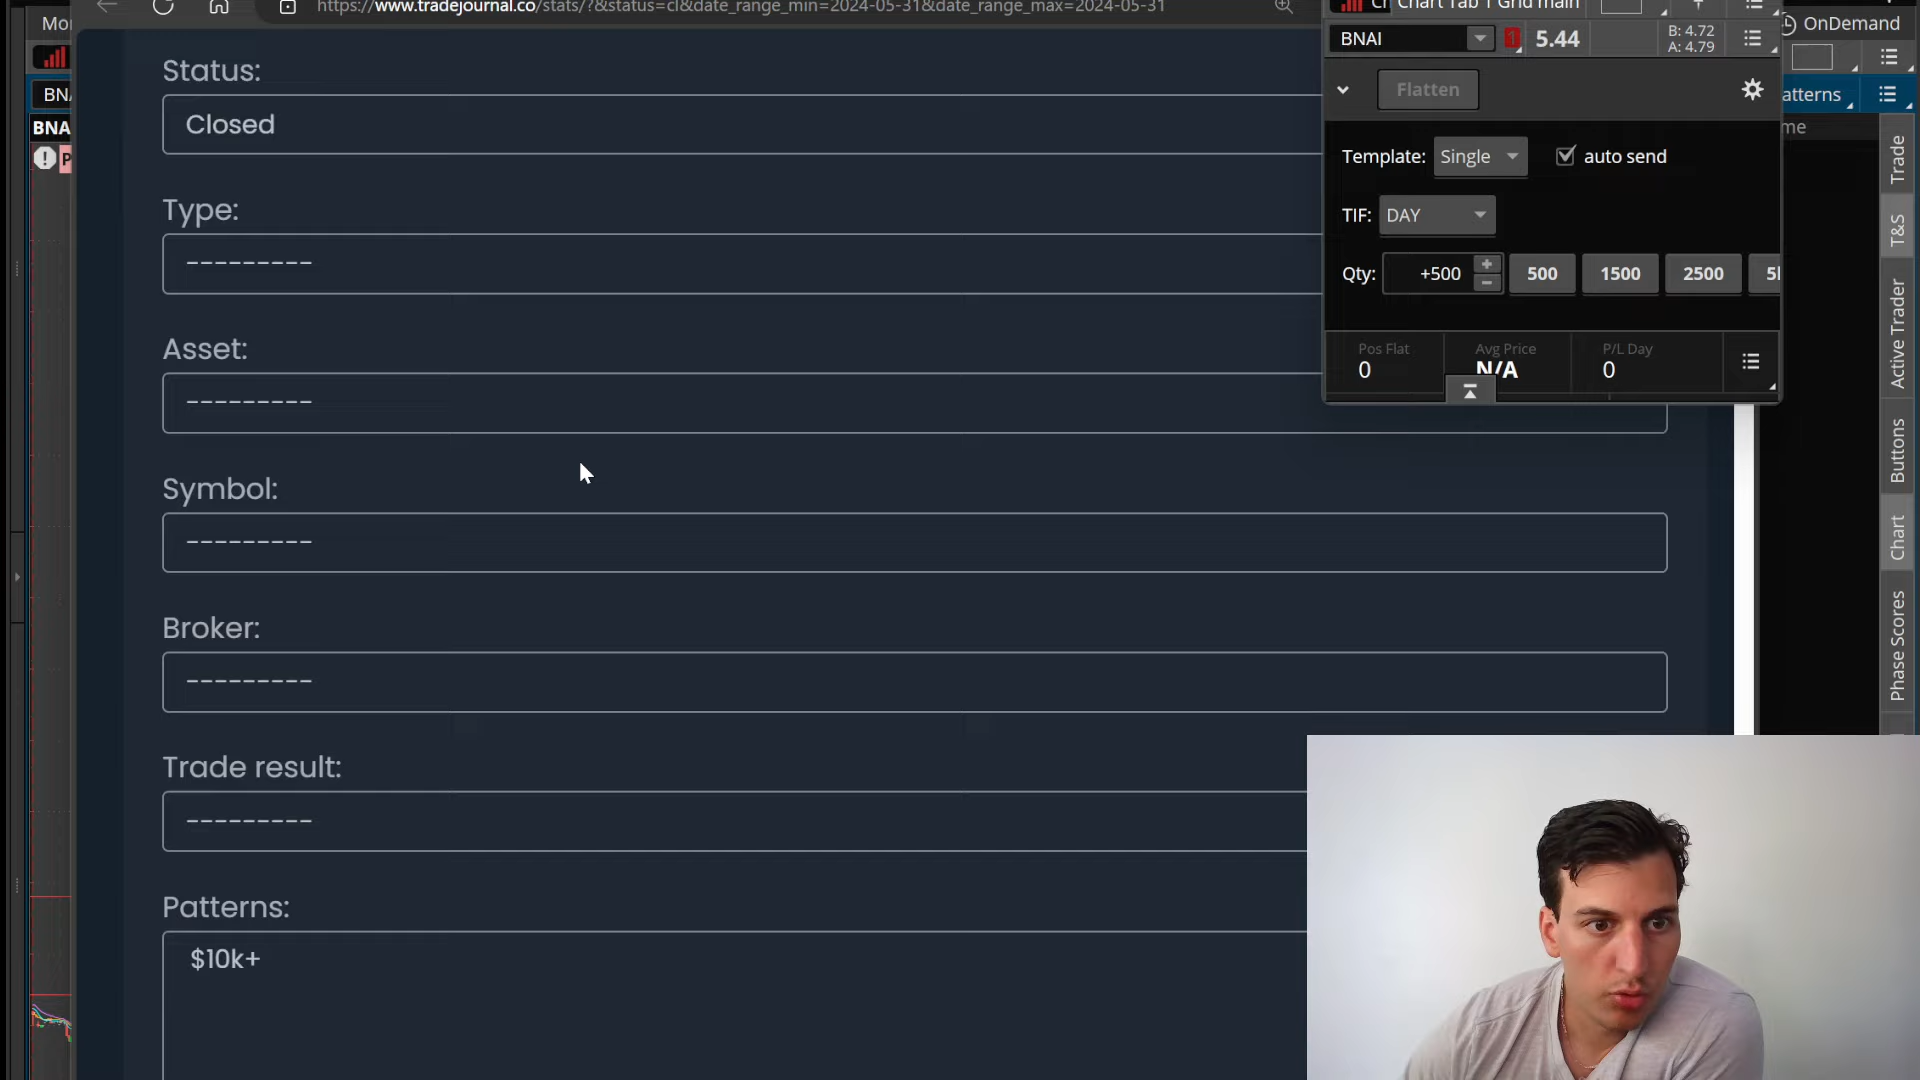 https://www.tradejournal.co/stats/?&status=cl&date_range_min=2024-05-31&date_range_max=2024-05-31
Chart Tab 1 Grid main
OnDemand
Mo
BNAI
5.44
B: 4.72
A: 4.79
Status:
Closed
Flatten
BNA
atterns
BNA
me
P
Template:
Single
auto send
Trade
Type:
---------
TIF:
DAY
T&S
Qty:
+500
500
1500
2500
Active Trader
Asset:
---------
Pos Flat
0
Avg Price
N/A
P/L Day
0
Buttons
Symbol:
---------
Chart
Broker:
---------
Phase Scores
Trade result:
---------
Patterns:
$10k+